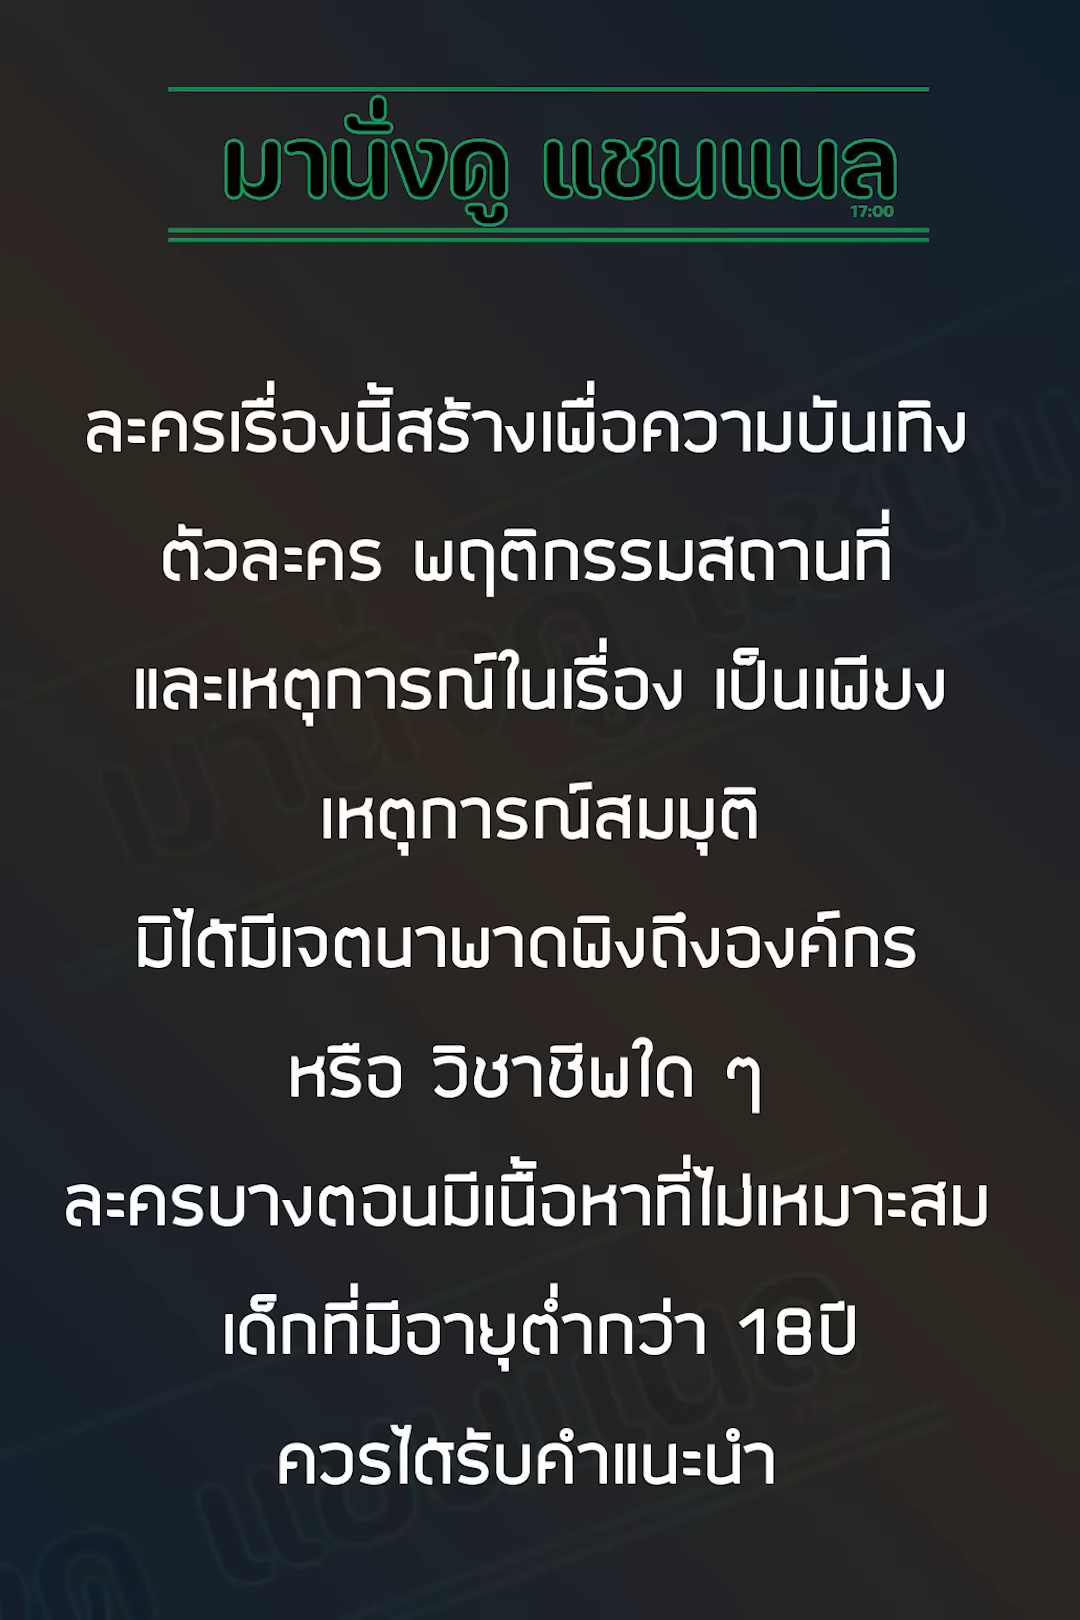 มานั่งดู แชนแนล
17:00
ละครเรื่องนี้สร้างเพื่อความบันเทิง
ตัวละคร พฤติกรรมสถานที่
และเหตุการณ์ในเรื่อง เป็นเพียง
เหตุการณ์สมมุติ
มิได้มีเจตนาพาดพิงถึงองค์กร
หรือ วิชาชีพใด ๆ
ละครบางตอนมีเนื้อหาที่ไม่เหมาะสม
เด็กที่มีอายุต่ำกว่า 18ปี
ควรได้รับคำแนะนำ